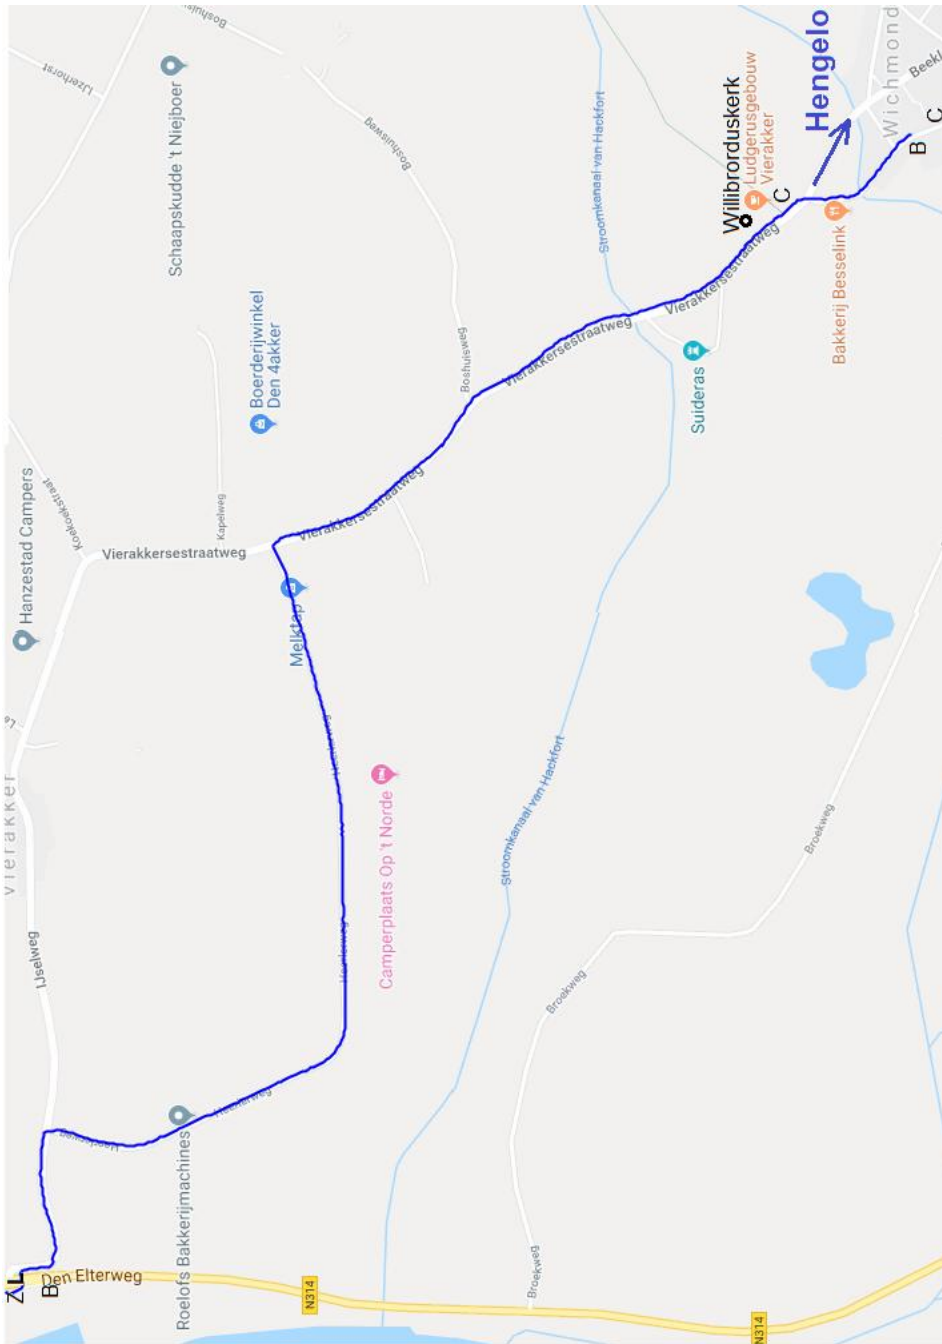 Boshuisweg
IJzerhorst
Schaapskudde 't Niejboer
Boshuisweg
Hengelo
Wichmond
Beekl
B
C
Willibrorduskerk
Ludgerusgebouw
Vierakker
C
Bakkerij Besselink
Stroomkanaal van Hackfort
Vierakkersestraatweg
Suideras
Vierakkersestraatweg
Boshuisweg
Boerderijwinkel
Den 4akker
Kapelweg
Koekoekstraat
Hanzestad Campers
Vierakkersestraatweg
Vierakkersestraatweg
Melktap
Le
Vierakker
IJselweg
Camperplaats Op 't Norde
Stroomkanaal van Hackfort
Broekweg
Broekweg
Broekweg
Roelofs Bakkerijmachines
ZL
B
Den Elterweg
N314
N314